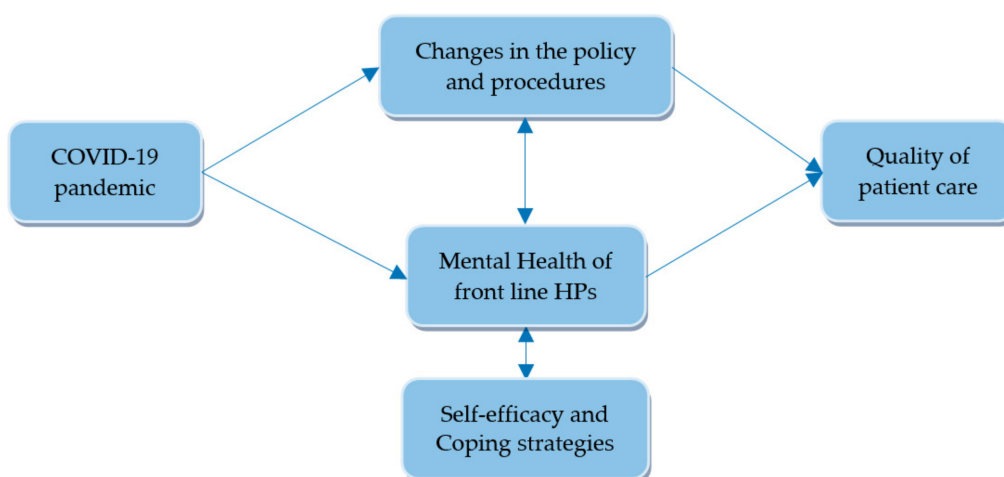 Changes in the policy
and procedures
COVID-19
pandemic
Quality of
patient care
Mental Health of
front line HPs
Self-efficacy and
Coping strategies